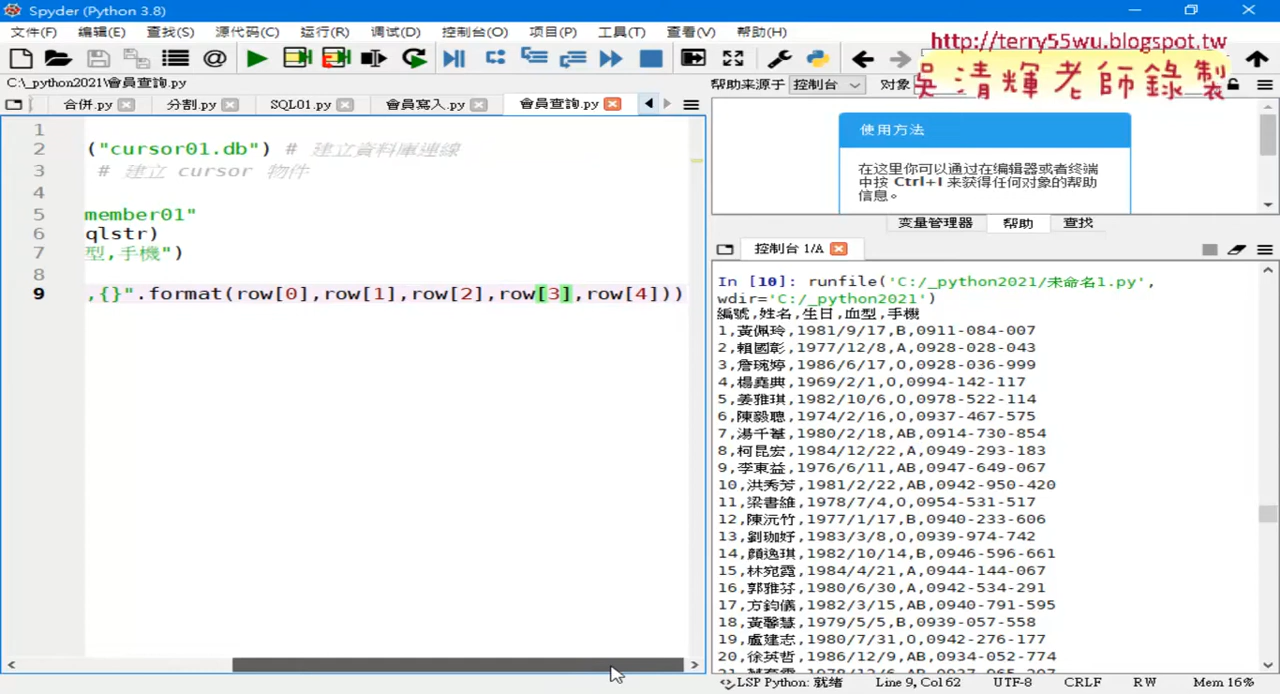 Spyder (Python 3.8)
文件(F) 编辑(E) 查找(S) 源代码(C) 运行(R) 调试(D) 控制台(O) 项目(P) 工具(T) 查看(V) 帮助(H)
http://terry55wu.blogspot.tw
吳清輝老師錄製
C:\_python2021\會員查詢.py
帮助来源于 控制台 对象
合併.py 分割.py SQL01.py 會員寫入.py 會員查詢.py
1
2 ("cursor01.db") # 建立資料庫連線
3 # 建立 cursor 物件
4
5 member01"
6 qlstr)
7 型,手機")
8
9 ,{}".format(row[0],row[1],row[2],row[3],row[4]))
使用方法
在这里你可以通过在编辑器或者终端
中按 Ctrl+I 来获得任何对象的帮助
信息。
变量管理器 帮助 查找
控制台 1/A
In [10]: runfile('C:/_python2021/未命名1.py',
wdir='C:/_python2021')
編號,姓名,生日,血型,手機
1,黃佩玲,1981/9/17,B,0911-084-007
2,賴國彰,1977/12/8,A,0928-028-043
3,詹琬婷,1986/6/17,O,0928-036-999
4,楊堯典,1969/2/1,O,0994-142-117
5,姜雅琪,1982/10/6,O,0978-522-114
6,陳毅聰,1974/2/16,O,0937-467-575
7,湯千蕙,1980/2/18,AB,0914-730-854
8,柯昆宏,1984/12/22,A,0949-293-183
9,李東益,1976/6/11,AB,0947-649-067
10,洪秀芳,1981/2/22,AB,0942-950-420
11,梁書維,1978/7/4,O,0954-531-517
12,陳沅竹,1977/1/17,B,0940-233-606
13,劉珈妤,1983/3/8,O,0939-974-742
14,顏逸琪,1982/10/14,B,0946-596-661
15,林宛霓,1984/4/21,A,0944-144-067
16,郭雅芬,1980/6/30,A,0942-534-291
17,方鈞儀,1982/3/15,AB,0940-791-595
18,黃馨慧,1979/5/5,B,0939-057-558
19,盧建志,1980/7/31,O,0942-276-177
20,徐英哲,1986/12/9,AB,0934-052-774
LSP Python: 就绪 Line 9, Col 62 UTF-8 CRLF RW Mem 16%